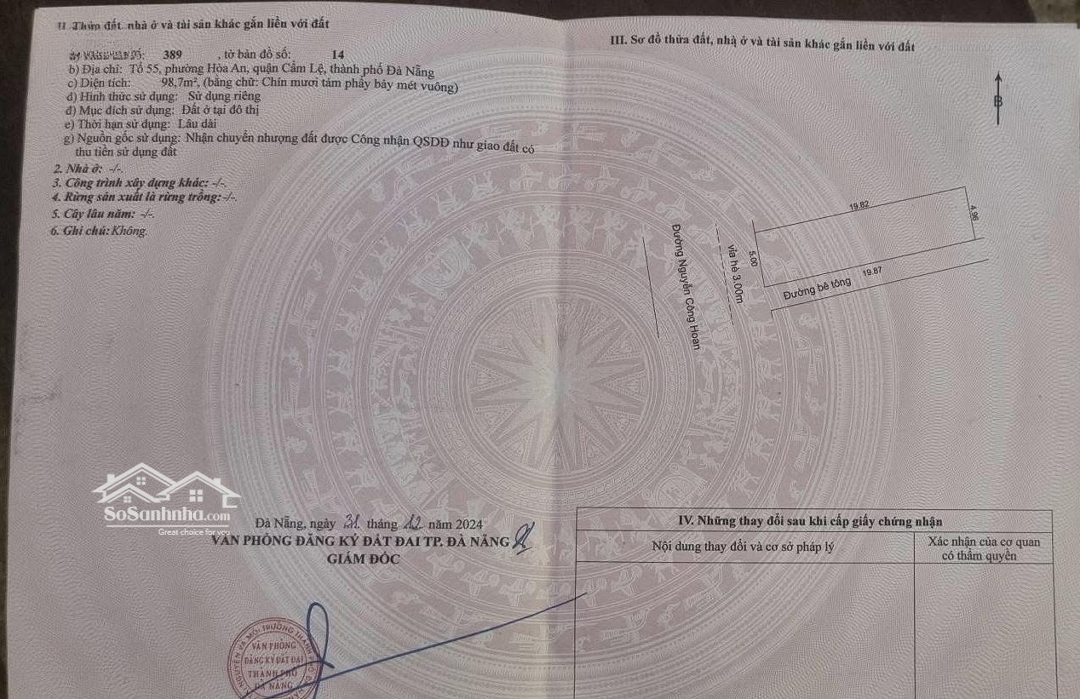 II. Thửa đất, nhà ở và tài sản khác gắn liền với đất
389 , tờ bản đồ số: 14
b) Địa chỉ: Tổ 55, phường Hòa An, quận Cẩm Lệ, thành phố Đà Nẵng
c) Diện tích: 98,7m², (bằng chữ: Chín mươi tám phẩy bảy mét vuông)
d) Hình thức sử dụng: Sử dụng riêng
đ) Mục đích sử dụng: Đất ở tại đô thị
e) Thời hạn sử dụng: Lâu dài
g) Nguồn gốc sử dụng: Nhận chuyển nhượng đất được Công nhận QSDĐ như giao đất có
thu tiền sử dụng đất
2. Nhà ở: -/-.
3. Công trình xây dựng khác: -/-.
4. Rừng sản xuất là rừng trồng: -/-.
5. Cây lâu năm: -/-.
6. Ghi chú: Không.
SoSanhnha.com
Great choice for you
Đà Nẵng, ngày 31 tháng 12 năm 2024
VĂN PHÒNG ĐĂNG KÝ ĐẤT ĐAI TP. ĐÀ NẴNG
GIÁM ĐỐC
VĂN PHÒNG
ĐĂNG KÝ ĐẤT ĐAI
THÀNH PHỐ
ĐÀ NẴNG
III. Sơ đồ thửa đất, nhà ở và tài sản khác gắn liền với đất
B
19.82
4.96
5.00
19.87
Đường bê tông
vỉa hè 3.00m
Đường Nguyễn Công Hoan
IV. Những thay đổi sau khi cấp giấy chứng nhận
Nội dung thay đổi và cơ sở pháp lý
Xác nhận của cơ quan
có thẩm quyền